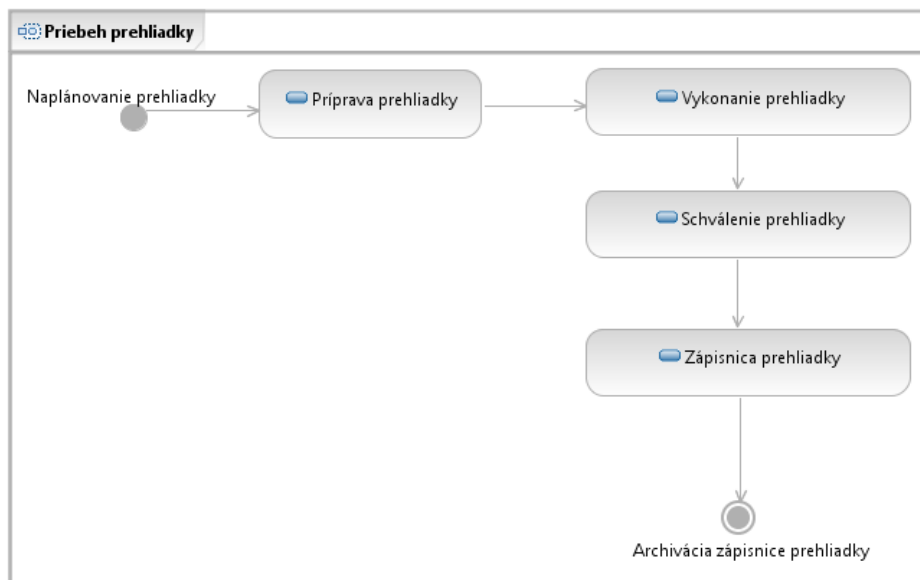 Priebeh prehliadky
Naplánovanie prehliadky
Príprava prehliadky
Vykonanie prehliadky
Schválenie prehliadky
Zápisnica prehliadky
Archivácia zápisnice prehliadky